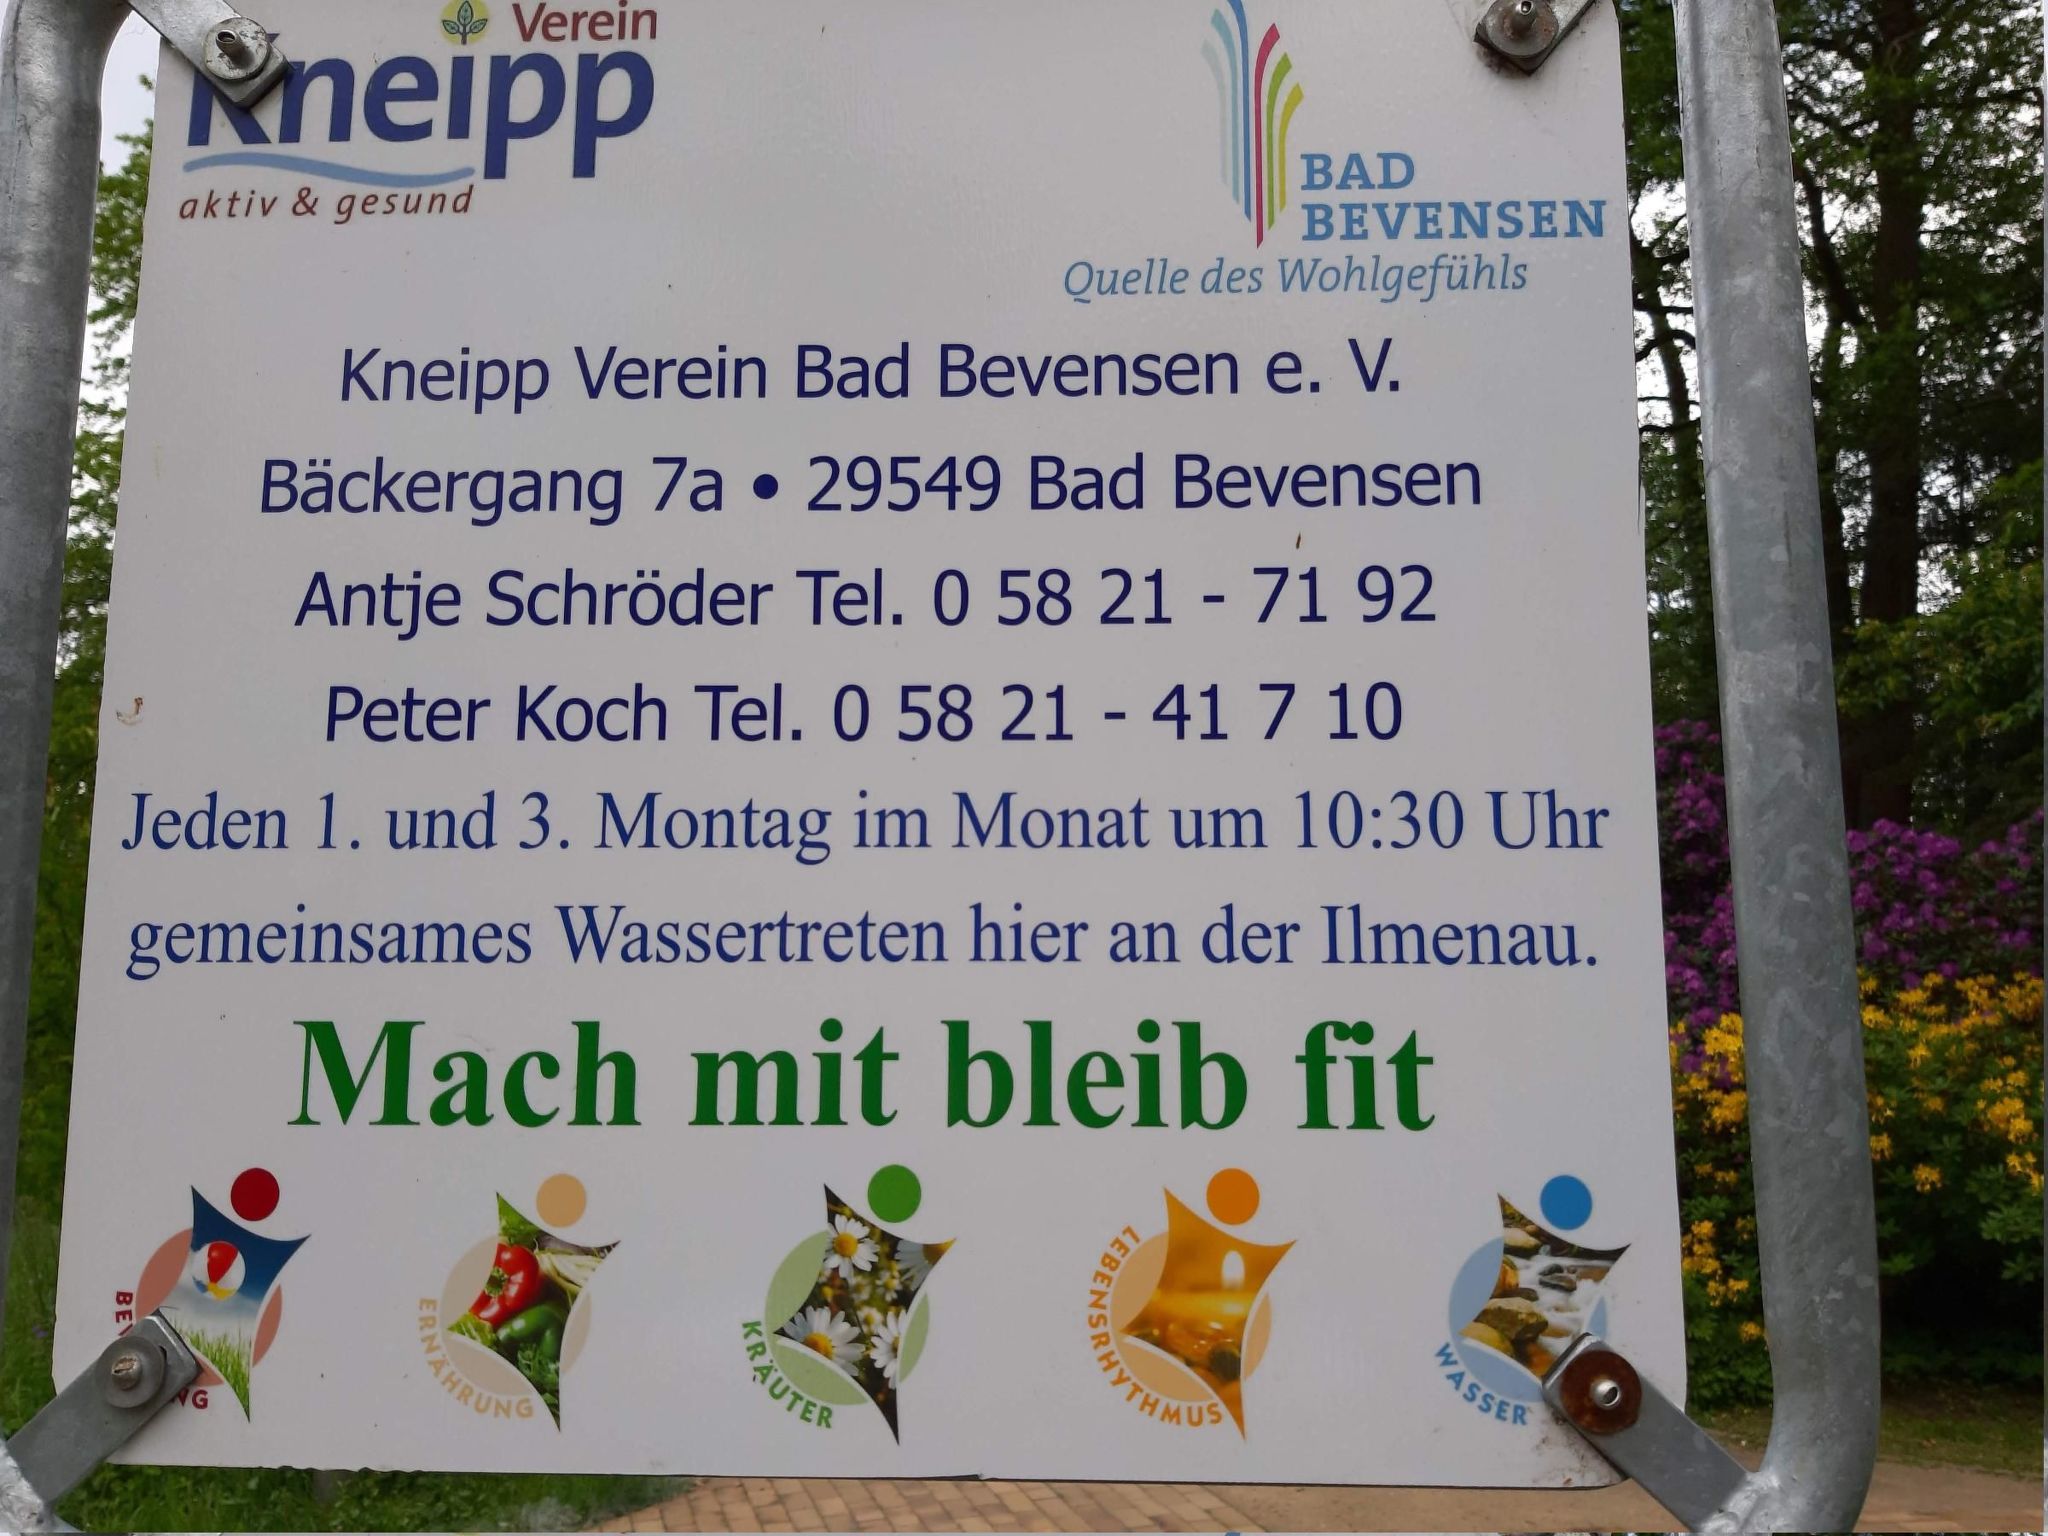 Verein
Kneipp
aktiv & gesund
BAD
BEVENSEN
Quelle des Wohlgefühls
Kneipp Verein Bad Bevensen e. V.
Bäckergang 7a • 29549 Bad Bevensen
Antje Schröder Tel. 0 58 21 - 71 92
Peter Koch Tel. 0 58 21 - 41 7 10
Jeden 1. und 3. Montag im Monat um 10:30 Uhr
gemeinsames Wassertreten hier an der Ilmenau.
Mach mit bleib fit
ERNÄHRUNG
KRÄUTER
LEBENSRHYTHMUS
WASSER